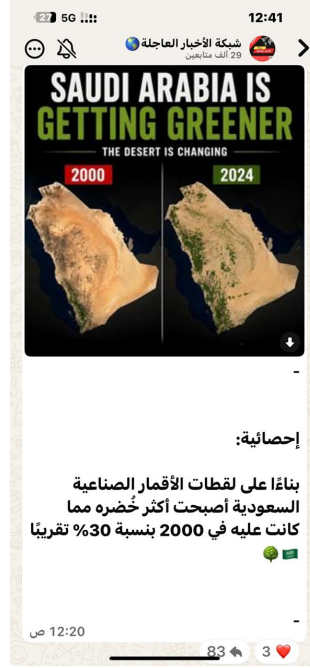 12:41
5G 27
شبكة الأخبار العاجلة🌎
29 ألف متابعين
SAUDI ARABIA IS
GETTING GREENER
THE DESERT IS CHANGING
2000
2024
-
إحصائية:
بناءًا على لقطات الأقمار الصناعية
السعودية أصبحت أكثر خُضره مما
كانت عليه في 2000 بنسبة 30% تقريبًا
🇸🇦🌳
-
12:20 ص
83
❤️ 3